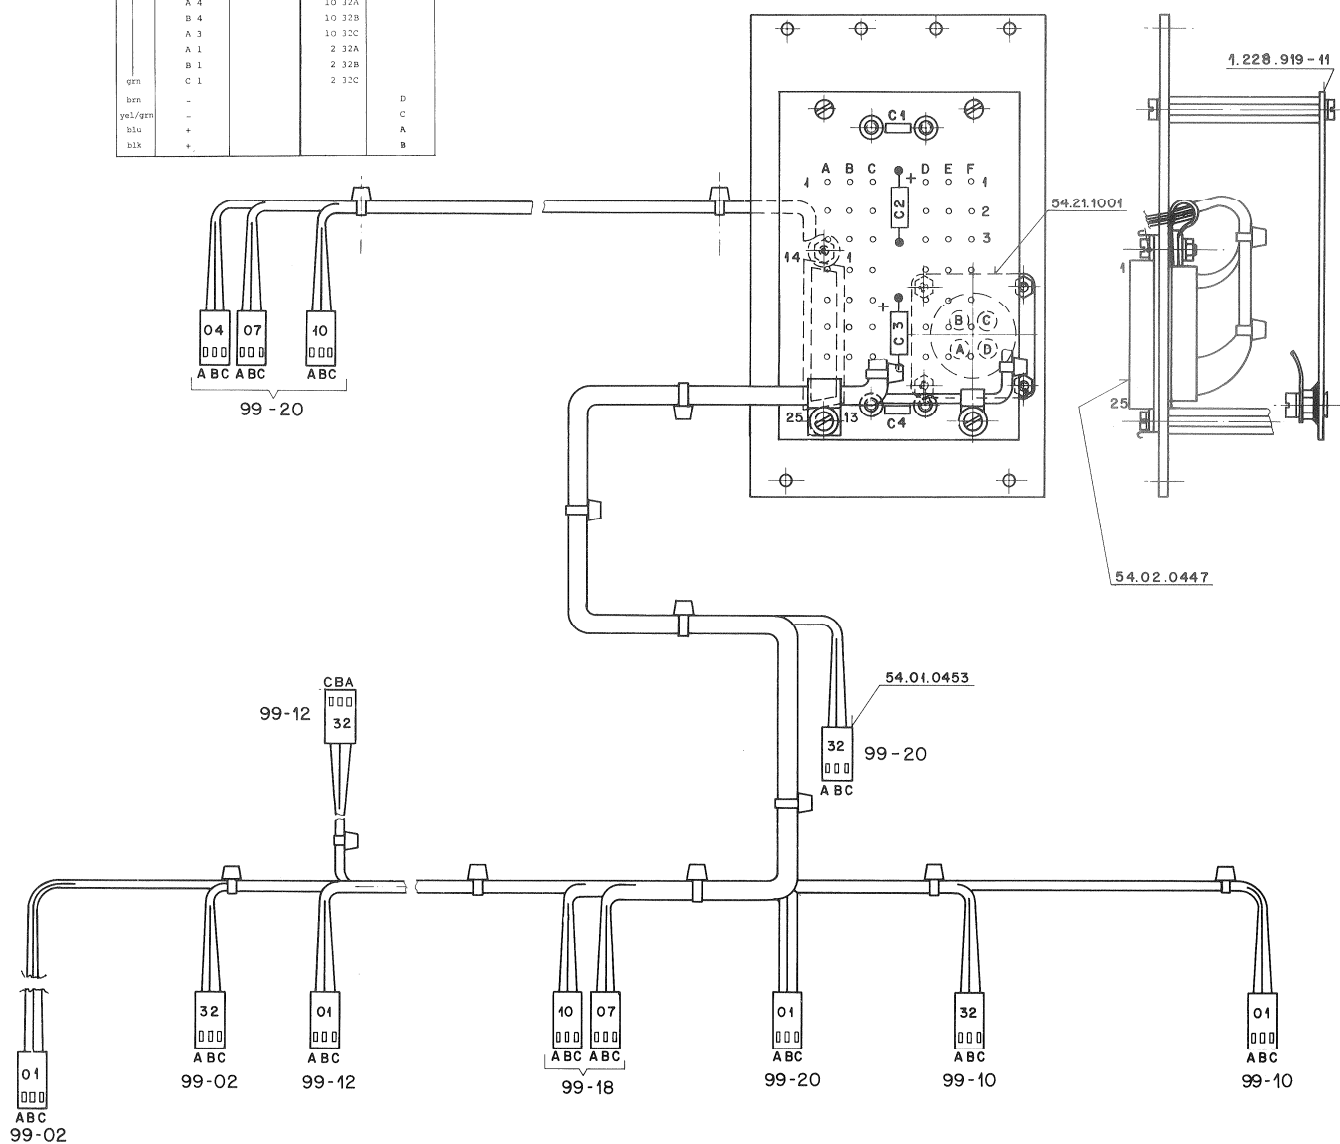 A 4 10 32A
B 4 10 32B
A 3 10 32C
A 1 2 32A
B 1 2 32B
grn C 1 2 32C
brn - D
yel/grn - C
blu + A
blk + B
1.228.919-11
C1
A B C D E F
1 + 1
C2
2
54.21.1001
3
14 1
1
+
C3
B C
A D
04 07 10
ABC ABC ABC
99-20
25 13
C4
25
54.02.0447
CBA
32
99-12
54.01.0453
32
99-20
ABC
32 01 10 07 01 32 01
ABC ABC ABC ABC ABC ABC ABC
99-02 99-12 99-18 99-20 99-10 99-10
01
ABC
99-02